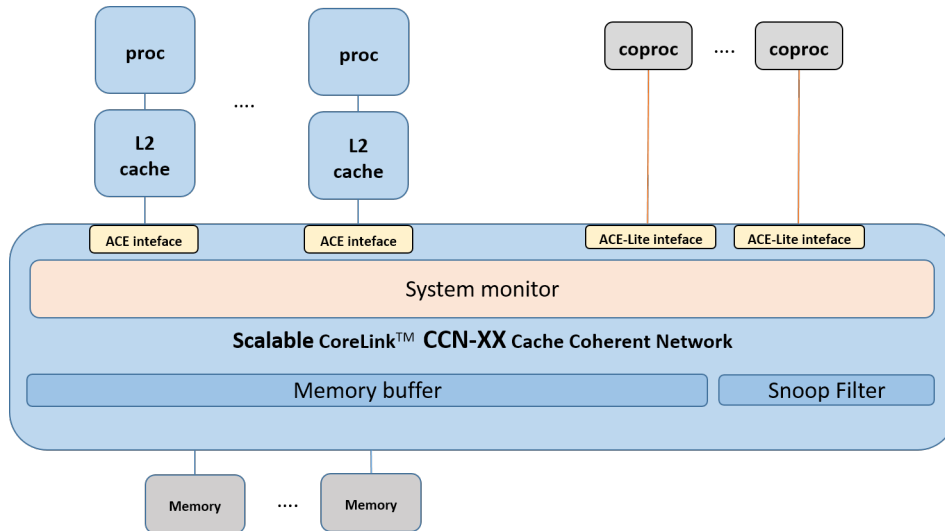 proc
proc
coproc
....
coproc
....
L2
cache
L2
cache
ACE inteface
ACE inteface
ACE-Lite inteface
ACE-Lite inteface
System monitor
Scalable CoreLink™ CCN-XX Cache Coherent Network
Memory buffer
Snoop Filter
Memory
....
Memory